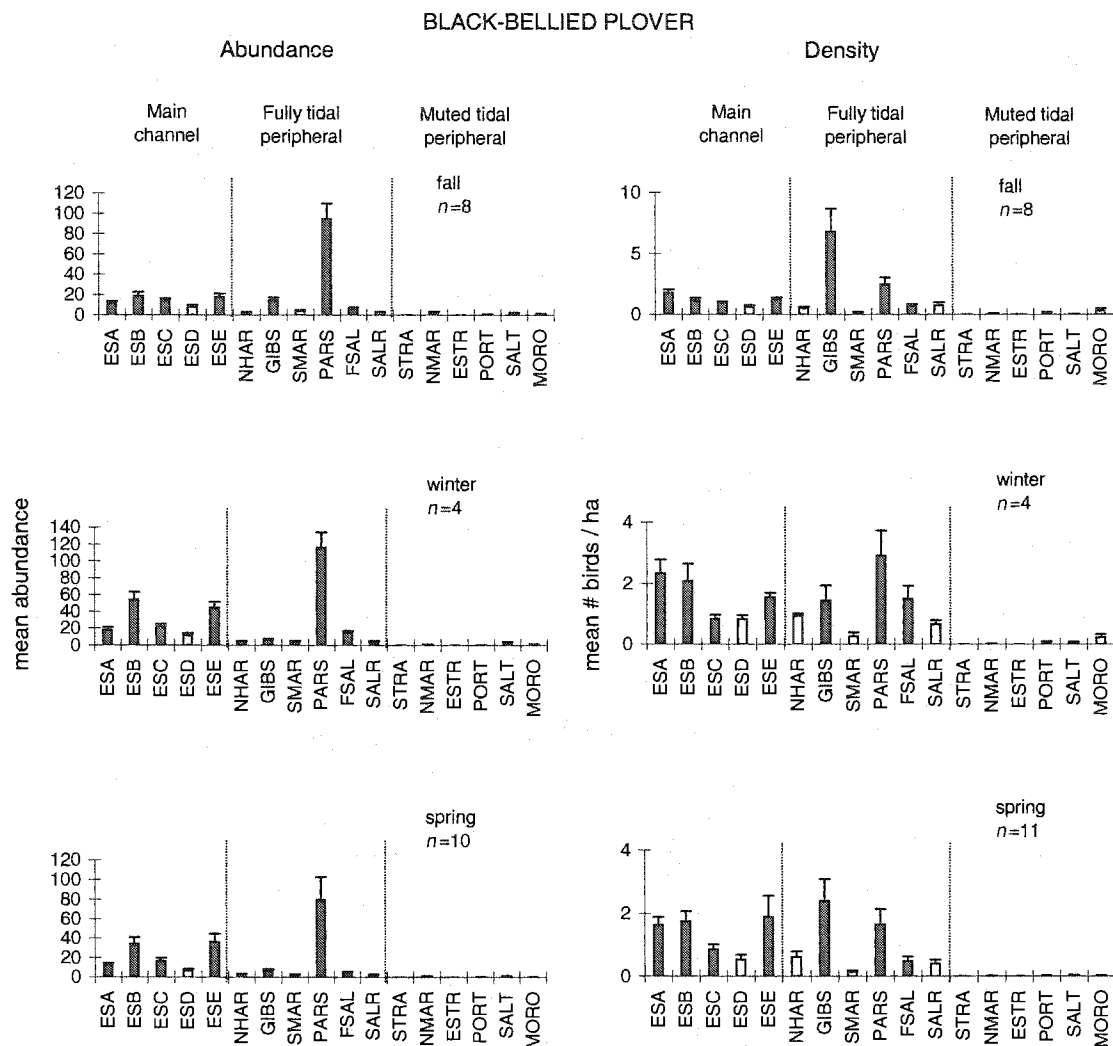 BLACK-BELLIED PLOVER
Abundance
Density
Main channel
Fully tidal peripheral
Muted tidal peripheral
Main channel
Fully tidal peripheral
Muted tidal peripheral
fall
n=8
120
100
80
60
40
20
0
ESA ESB ESC ESD ESE NHAR GIBS SMAR PARS FSAL SALR STRA NMAR ESTR PORT SALT MORO
fall
n=8
10
5
0
ESA ESB ESC ESD ESE NHAR GIBS SMAR PARS FSAL SALR STRA NMAR ESTR PORT SALT MORO
mean abundance
winter
n=4
140
120
100
80
60
40
20
0
ESA ESB ESC ESD ESE NHAR GIBS SMAR PARS FSAL SALR STRA NMAR ESTR PORT SALT MORO
mean # birds / ha
winter
n=4
4
2
0
ESA ESB ESC ESD ESE NHAR GIBS SMAR PARS FSAL SALR STRA NMAR ESTR PORT SALT MORO
spring
n=10
120
100
80
60
40
20
0
ESA ESB ESC ESD ESE NHAR GIBS SMAR PARS FSAL SALR STRA NMAR ESTR PORT SALT MORO
spring
n=11
4
2
0
ESA ESB ESC ESD ESE NHAR GIBS SMAR PARS FSAL SALR STRA NMAR ESTR PORT SALT MORO